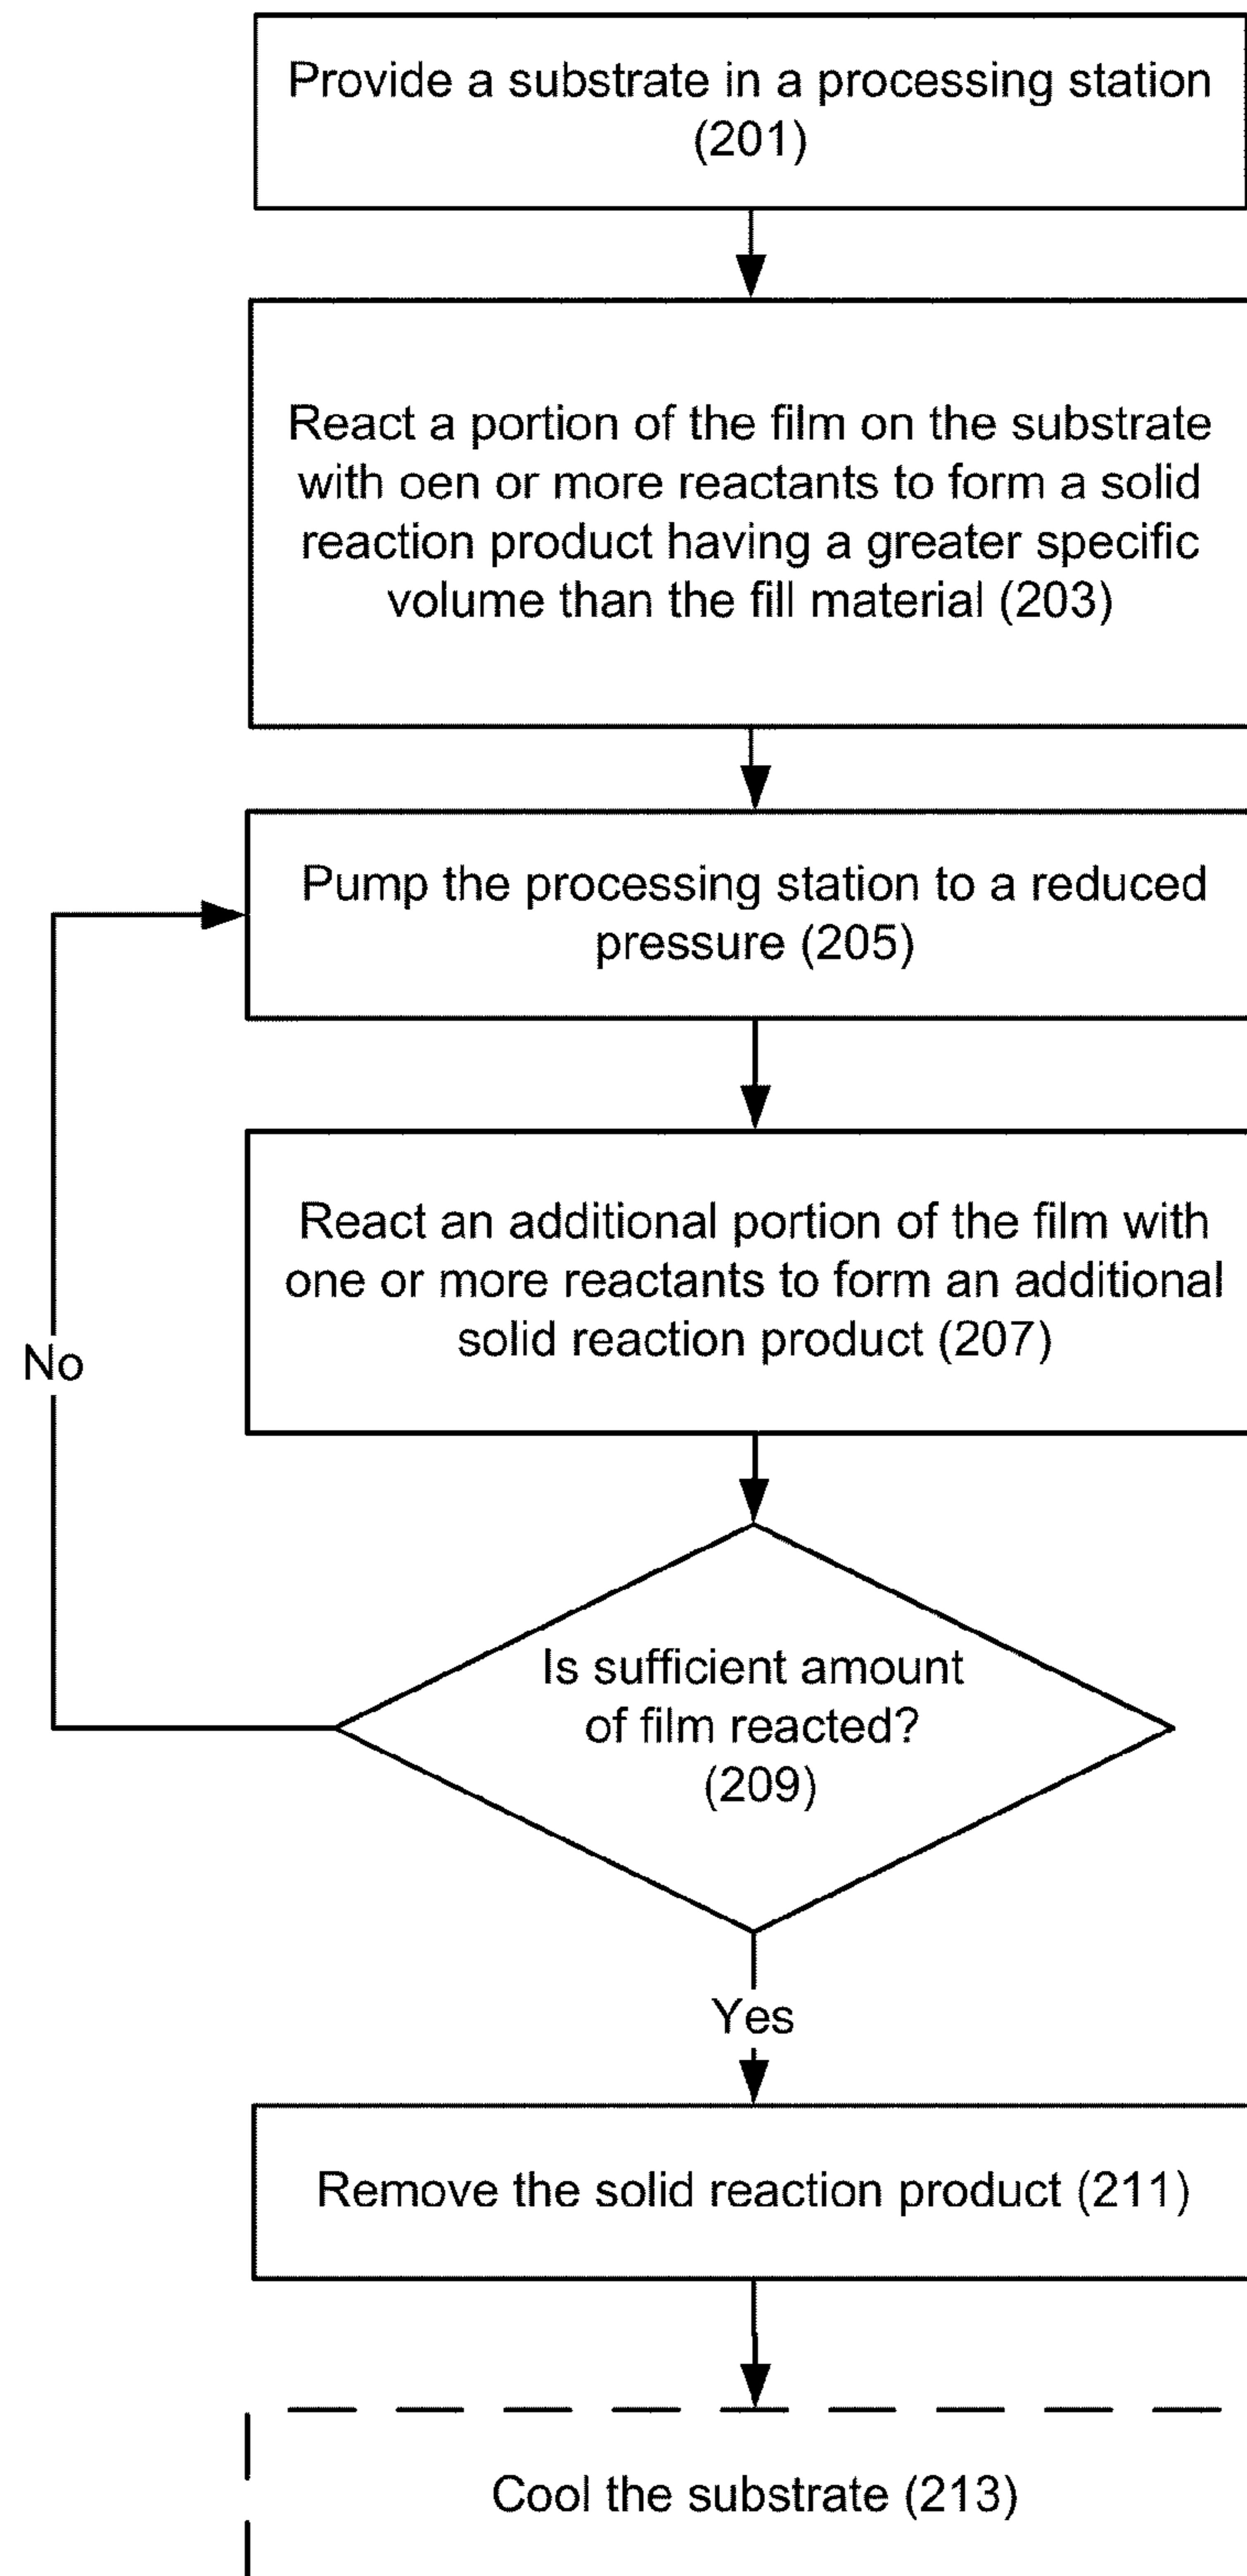 Provide a substrate in a processing station
(201)
React a portion of the film on the substrate
with oen or more reactants to form a solid
reaction product having a greater specific
volume than the fill material (203)
Pump the processing station to a reduced
pressure (205)
React an additional portion of the film with
one or more reactants to form an additional
solid reaction product (207)
No
Is sufficient amount
of film reacted?
(209)
Yes
Remove the solid reaction product (211)
Cool the substrate (213)